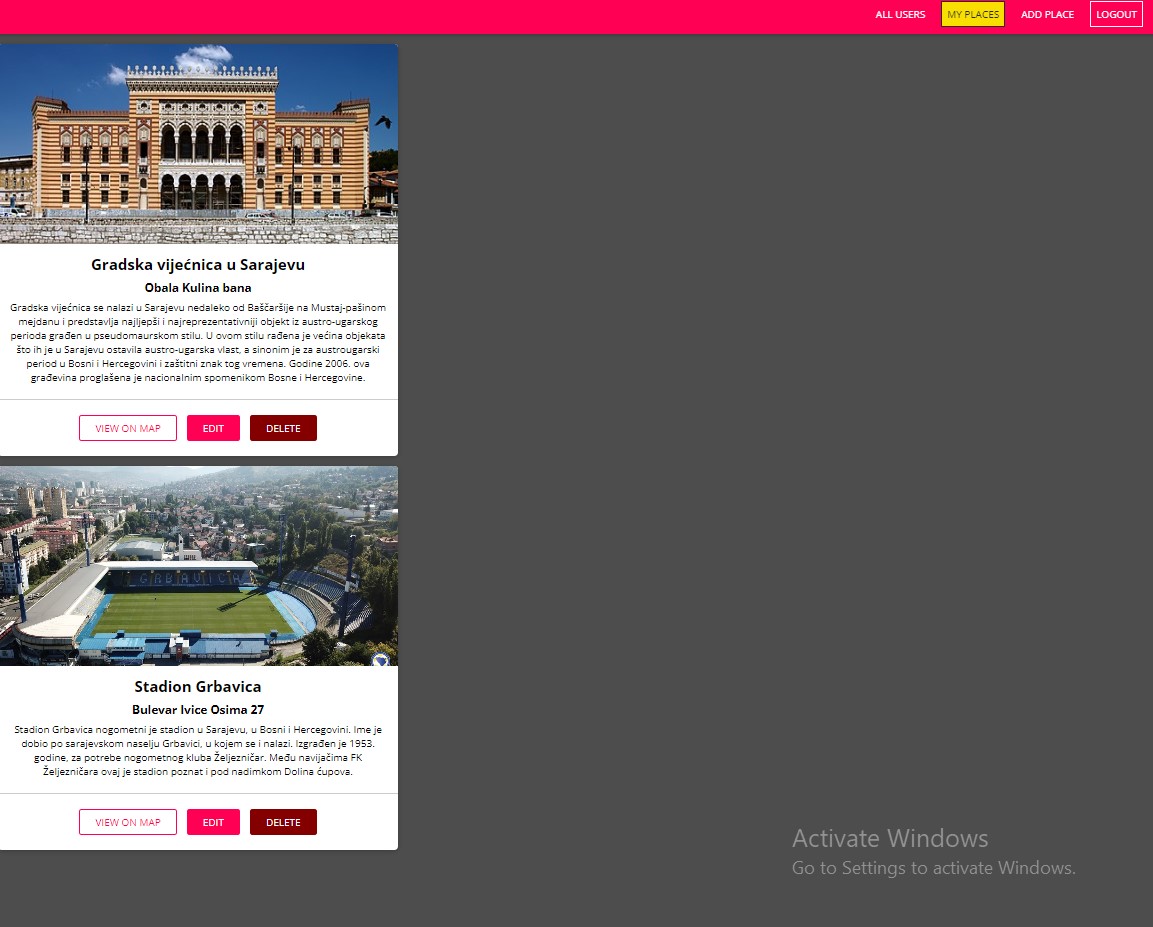 ALL USERS MY PLACES ADD PLACE LOGOUT
Gradska vijećnica u Sarajevu
Obala Kulina bana
Gradska vijećnica se nalazi u Sarajevu nedaleko od Baščaršije na Mustaj-pašinom
mejdanu i predstavlja najljepši i najreprezentativniji objekt iz austro-ugarskog
perioda građen u pseudomaurskom stilu. U ovom stilu rađena je većina objekata
što ih je u Sarajevu ostavila austro-ugarska vlast, a sinonim je za austrougarski
period u Bosni i Hercegovini i zaštitni znak tog vremena. Godine 2006. ova
građevina proglašena je nacionalnim spomenikom Bosne i Hercegovine.
VIEW ON MAP EDIT DELETE
GRBAVICA
Stadion Grbavica
Bulevar Ivice Osima 27
Stadion Grbavica nogometni je stadion u Sarajevu, u Bosni i Hercegovini. Ime je
dobio po sarajevskom naselju Grbavici, u kojem se i nalazi. Izgrađen je 1953.
godine, za potrebe nogometnog kluba Željezničar. Među navijačima FK
Željezničara ovaj je stadion poznat i pod nadimkom Dolina ćupova.
VIEW ON MAP EDIT DELETE
Activate Windows
Go to Settings to activate Windows.